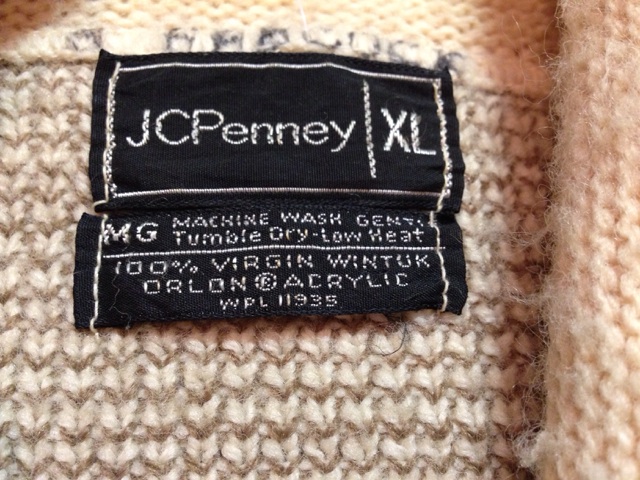 JCPenney XL
MG MACHINE WASH GENT.
Tumble Dry-Low Heat
100% VIRGIN WINTUK
ORLON® ACRYLIC
WPL 11935